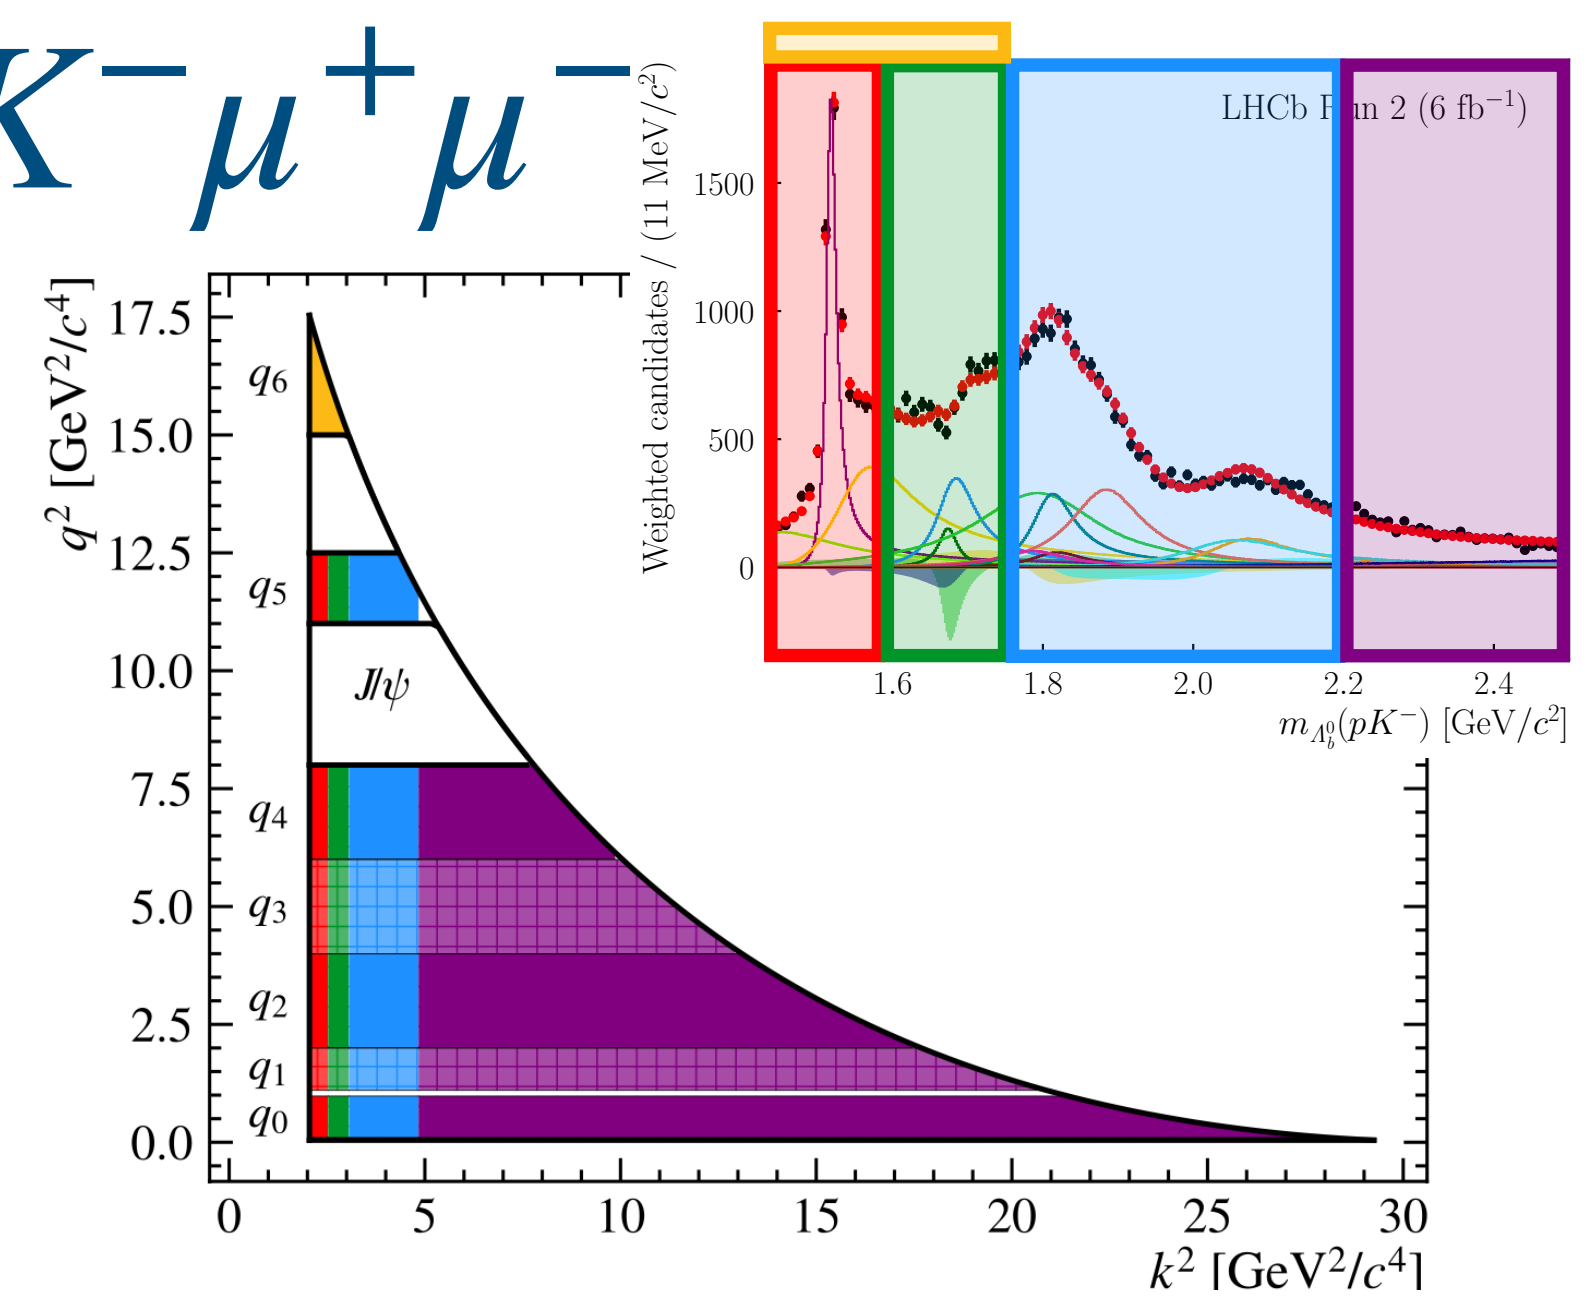 K⁻μ⁺μ⁻
q² [GeV²/c⁴]
17.5
15.0
12.5
10.0
7.5
5.0
2.5
0.0
q₆
q₅
J/ψ
q₄
q₃
q₂
q₁
q₀
0 5 10 15 20 25 30
k² [GeV²/c⁴]
Weighted candidates / (11 MeV/c²)
LHCb Run 2 (6 fb⁻¹)
1500
1000
500
0
1.6 1.8 2.0 2.2 2.4
m_{Λ_b^0}(pK⁻) [GeV/c²]